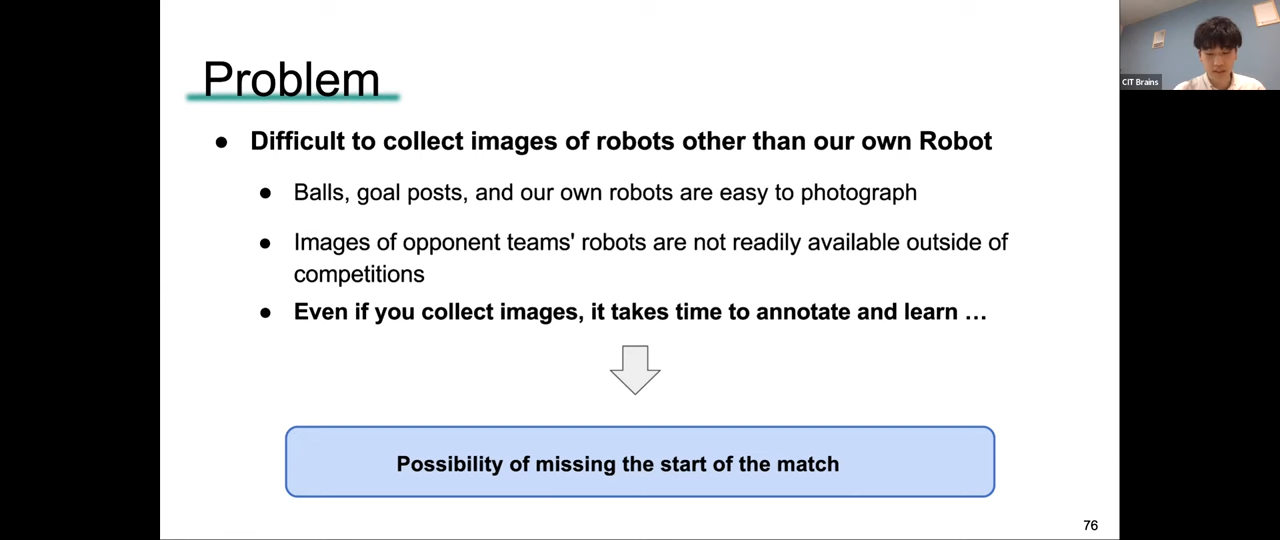 Problem
CIT Brains
● Difficult to collect images of robots other than our own Robot
● Balls, goal posts, and our own robots are easy to photograph
● Images of opponent teams' robots are not readily available outside of
competitions
● Even if you collect images, it takes time to annotate and learn …
Possibility of missing the start of the match
76